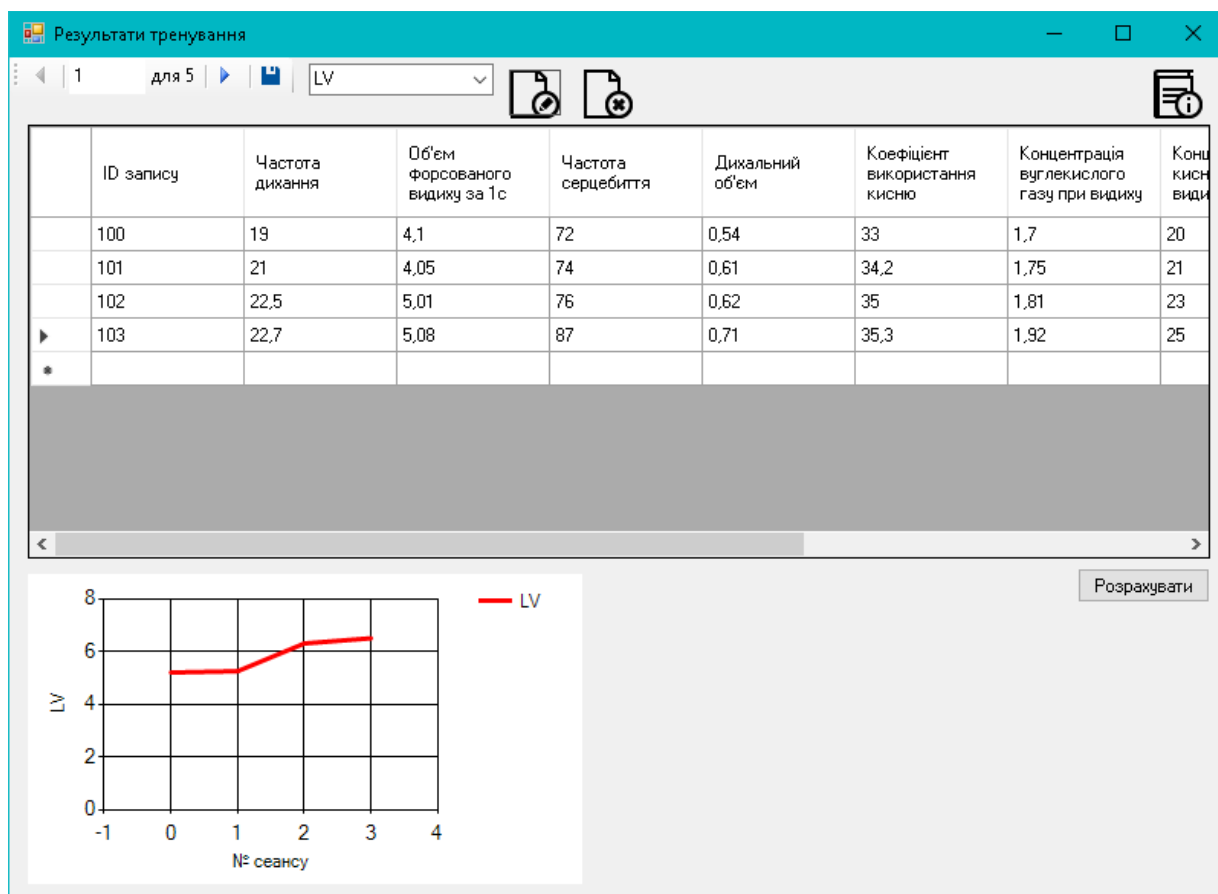 Результати тренування
1 для 5 LV
ID запису Частота дихання Об'єм форсованого видиху за 1с Частота серцебиття Дихальний об'єм Коефіцієнт використання кисню Концентрація вуглекислого газу при видиху
100 19 4,1 72 0,54 33 1,7 20
101 21 4,05 74 0,61 34,2 1,75 21
102 22,5 5,01 76 0,62 35 1,81 23
103 22,7 5,08 87 0,71 35,3 1,92 25
Розрахувати
LV
8
6
4
2
0
LV
-1 0 1 2 3 4
№ сеансу